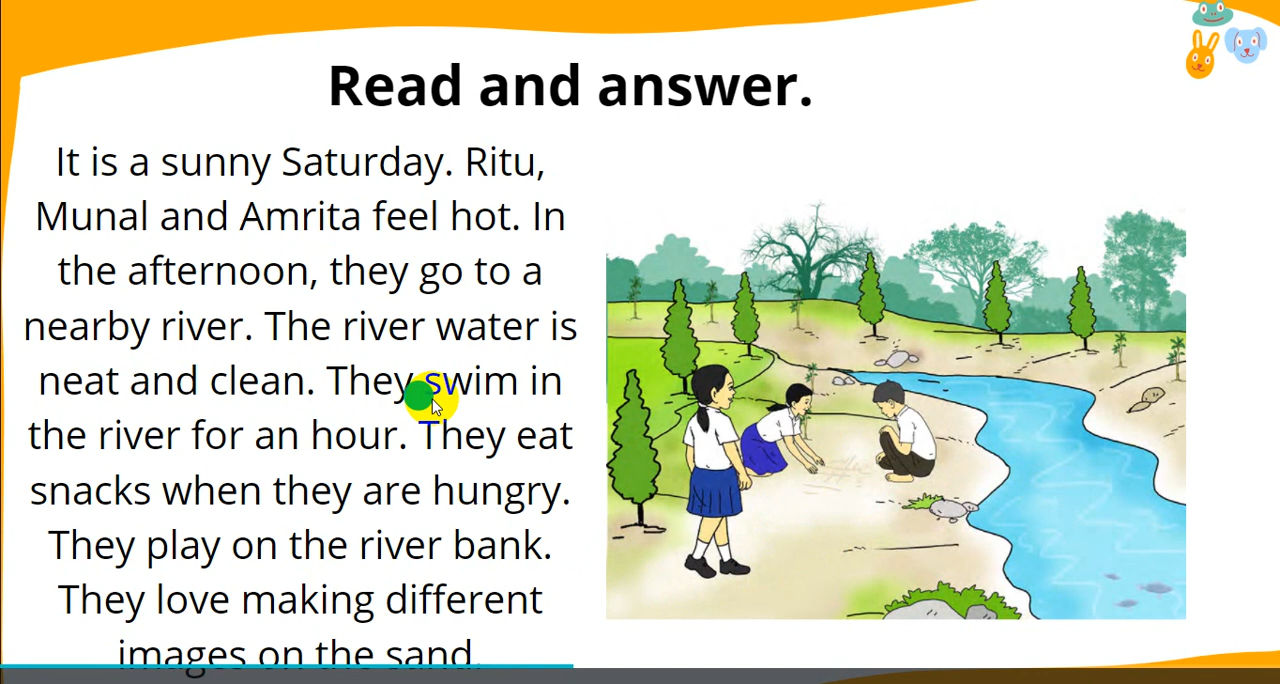 Read and answer.
It is a sunny Saturday. Ritu,
Munal and Amrita feel hot. In
the afternoon, they go to a
nearby river. The river water is
neat and clean. They swim in
the river for an hour. They eat
snacks when they are hungry.
They play on the river bank.
They love making different
images on the sand.